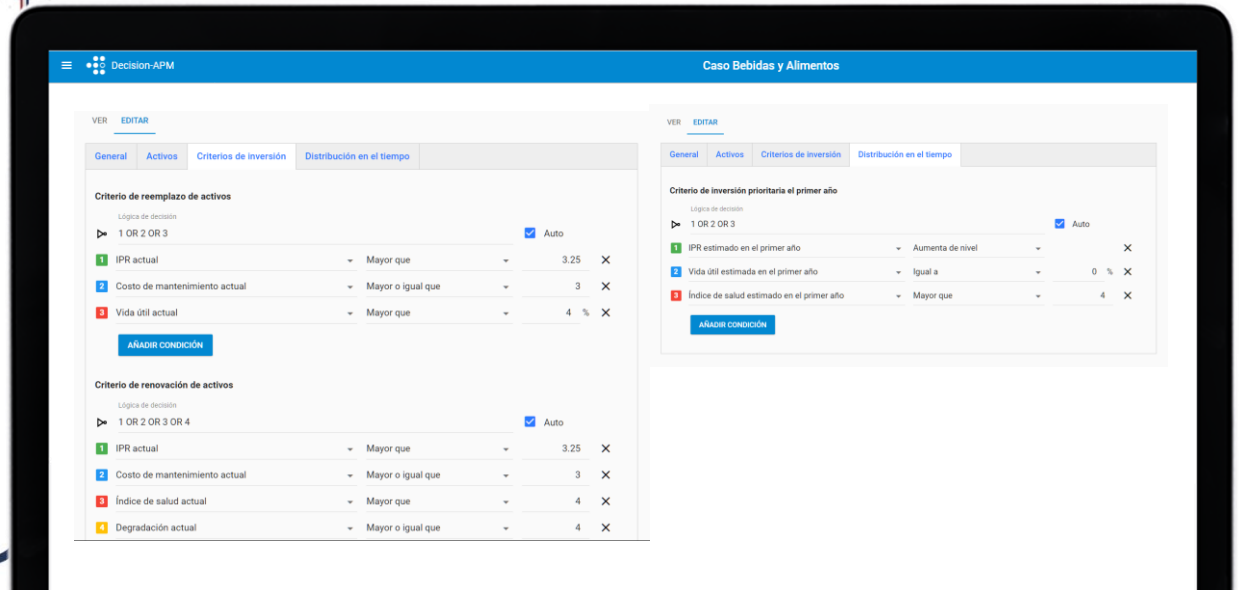 Decision-APM
Caso Bebidas y Alimentos
VER EDITAR
General Activos Criterios de inversión Distribución en el tiempo
Criterio de reemplazo de activos
Lógica de decisión
1 OR 2 OR 3 Auto
1 IPR actual Mayor que 3.25
2 Costo de mantenimiento actual Mayor o igual que 3
3 Vida útil actual Mayor que 4 %
AÑADIR CONDICIÓN
Criterio de renovación de activos
Lógica de decisión
1 OR 2 OR 3 OR 4 Auto
1 IPR actual Mayor que 3.25
2 Costo de mantenimiento actual Mayor o igual que 3
3 Índice de salud actual Mayor que 4
4 Degradación actual Mayor o igual que 4
VER EDITAR
General Activos Criterios de inversión Distribución en el tiempo
Criterio de inversión prioritaria el primer año
Lógica de decisión
1 OR 2 OR 3 Auto
1 IPR estimado en el primer año Aumenta de nivel
2 Vida útil estimada en el primer año Igual a 0 %
3 Índice de salud estimado en el primer año Mayor que 4
AÑADIR CONDICIÓN